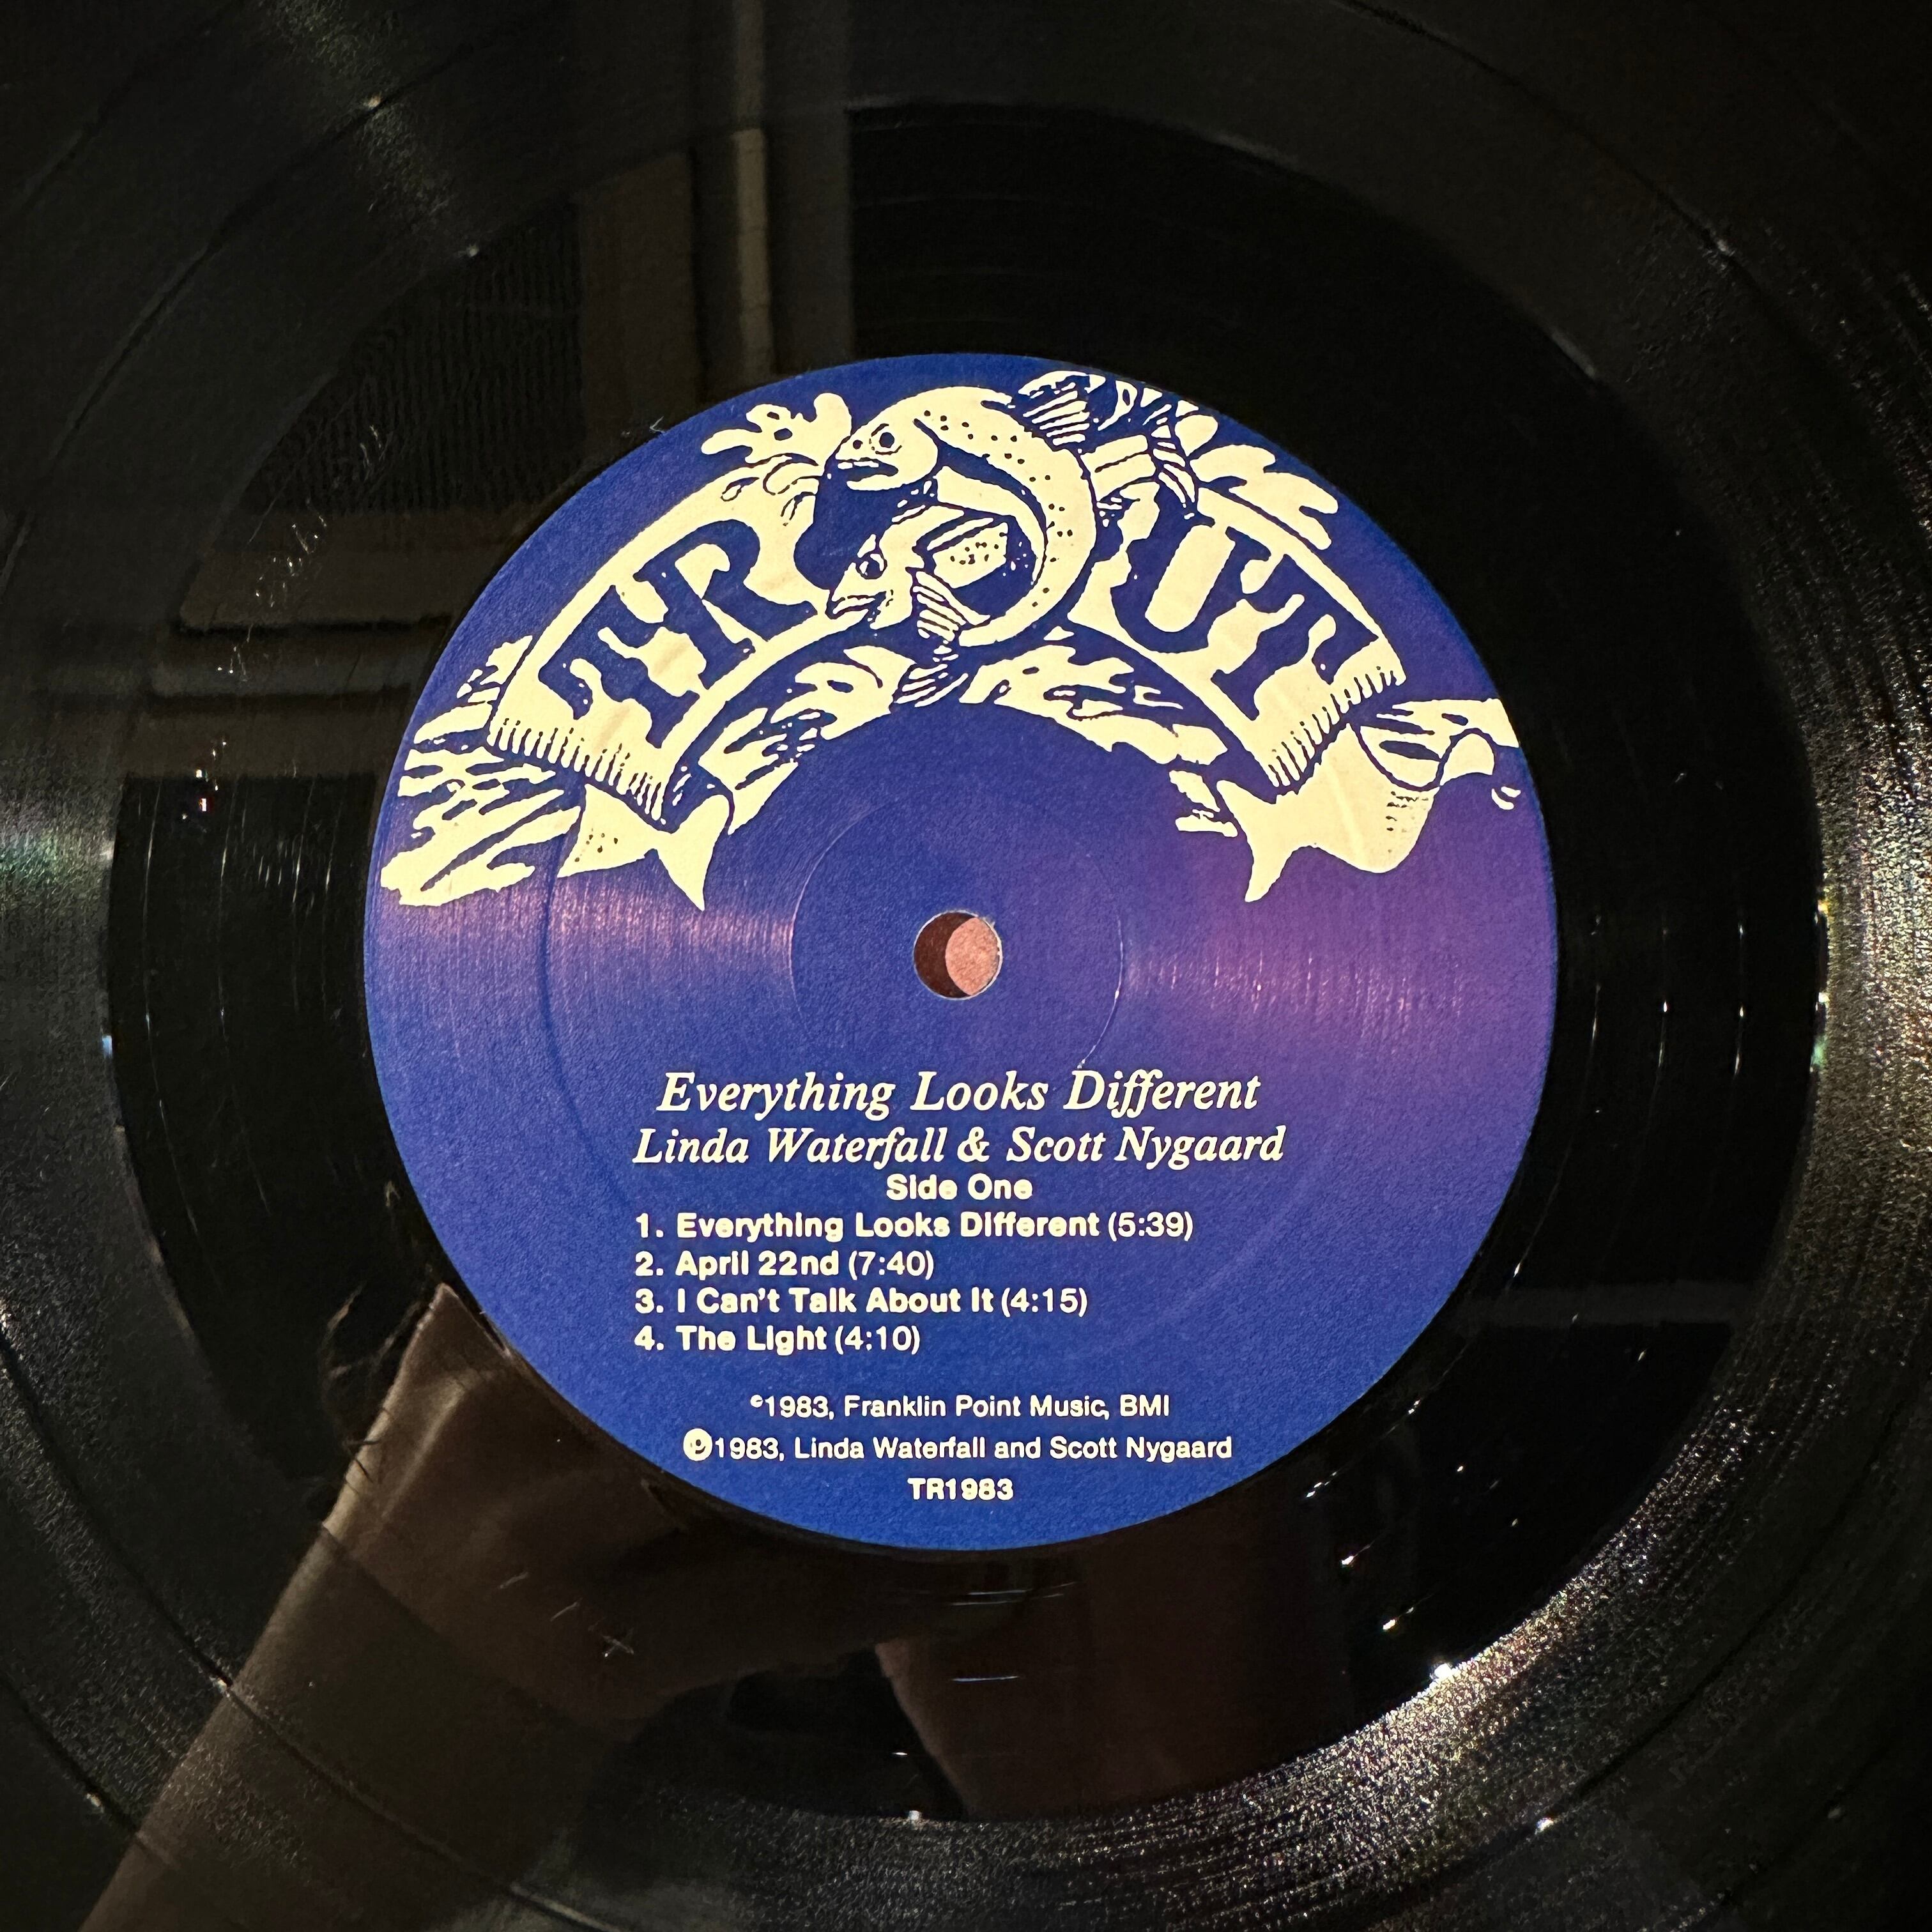 TROUT
Everything Looks Different
Linda Waterfall & Scott Nygaard
Side One
1. Everything Looks Different (5:39)
2. April 22nd (7:40)
3. I Can't Talk About It (4:15)
4. The Light (4:10)
©1983, Franklin Point Music, BMI
℗1983, Linda Waterfall and Scott Nygaard
TR1983